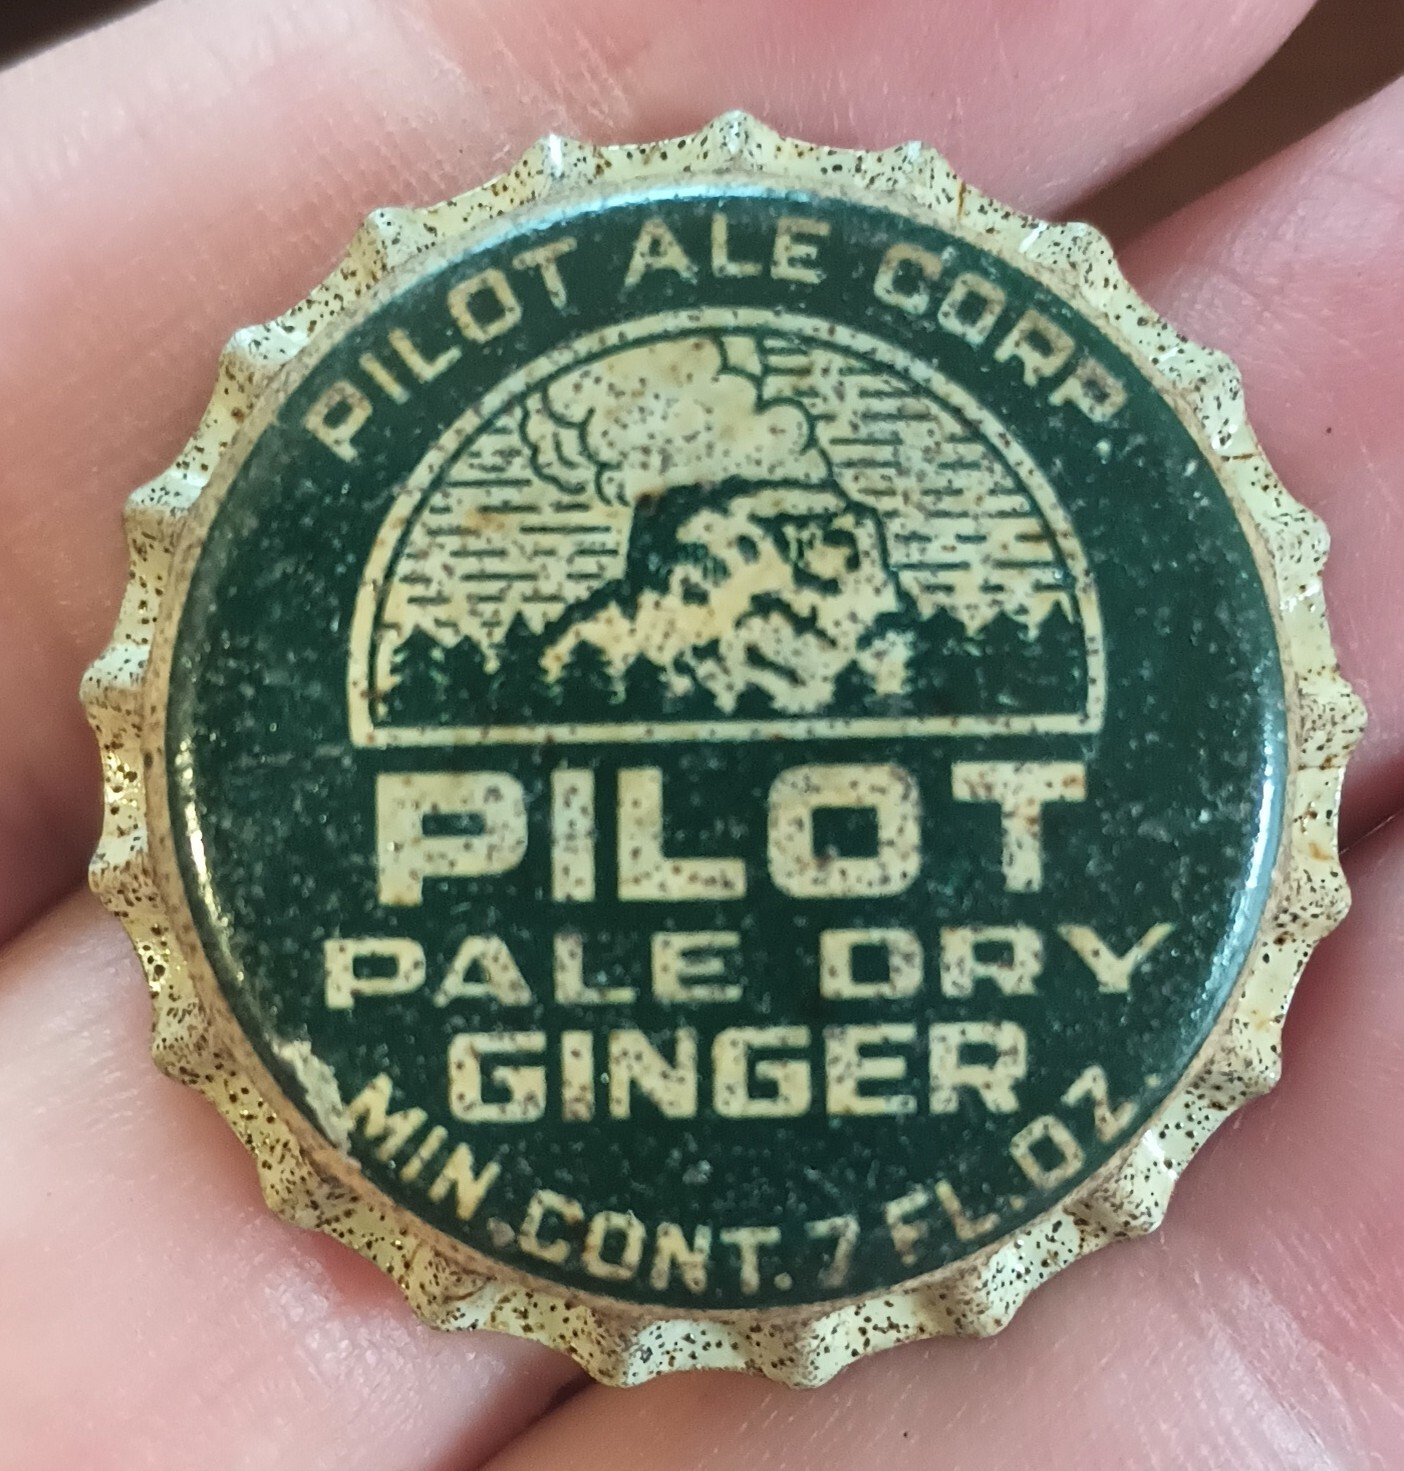 PILOT ALE CORP.
PILOT
PALE DRY
GINGER
MIN. CONT. 7 FL. OZ